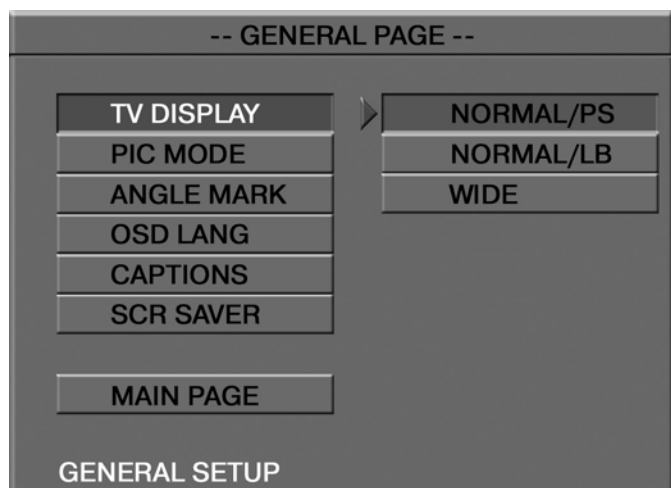 -- GENERAL PAGE --
TV DISPLAY
PIC MODE
ANGLE MARK
OSD LANG
CAPTIONS
SCR SAVER
MAIN PAGE
NORMAL/PS
NORMAL/LB
WIDE
GENERAL SETUP